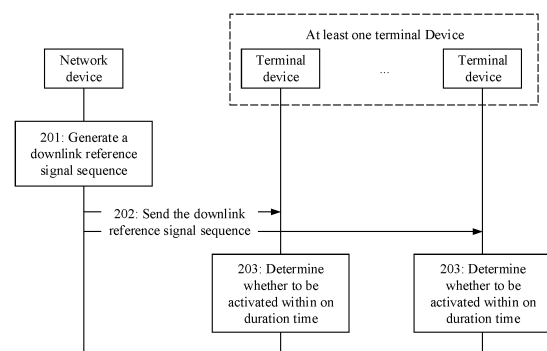 At least one terminal Device
Network
device
Terminal
device
...
Terminal
device
201: Generate a
downlink reference
signal sequence
202: Send the downlink
reference signal sequence
203: Determine
whether to be
activated within on
duration time
203: Determine
whether to be
activated within on
duration time